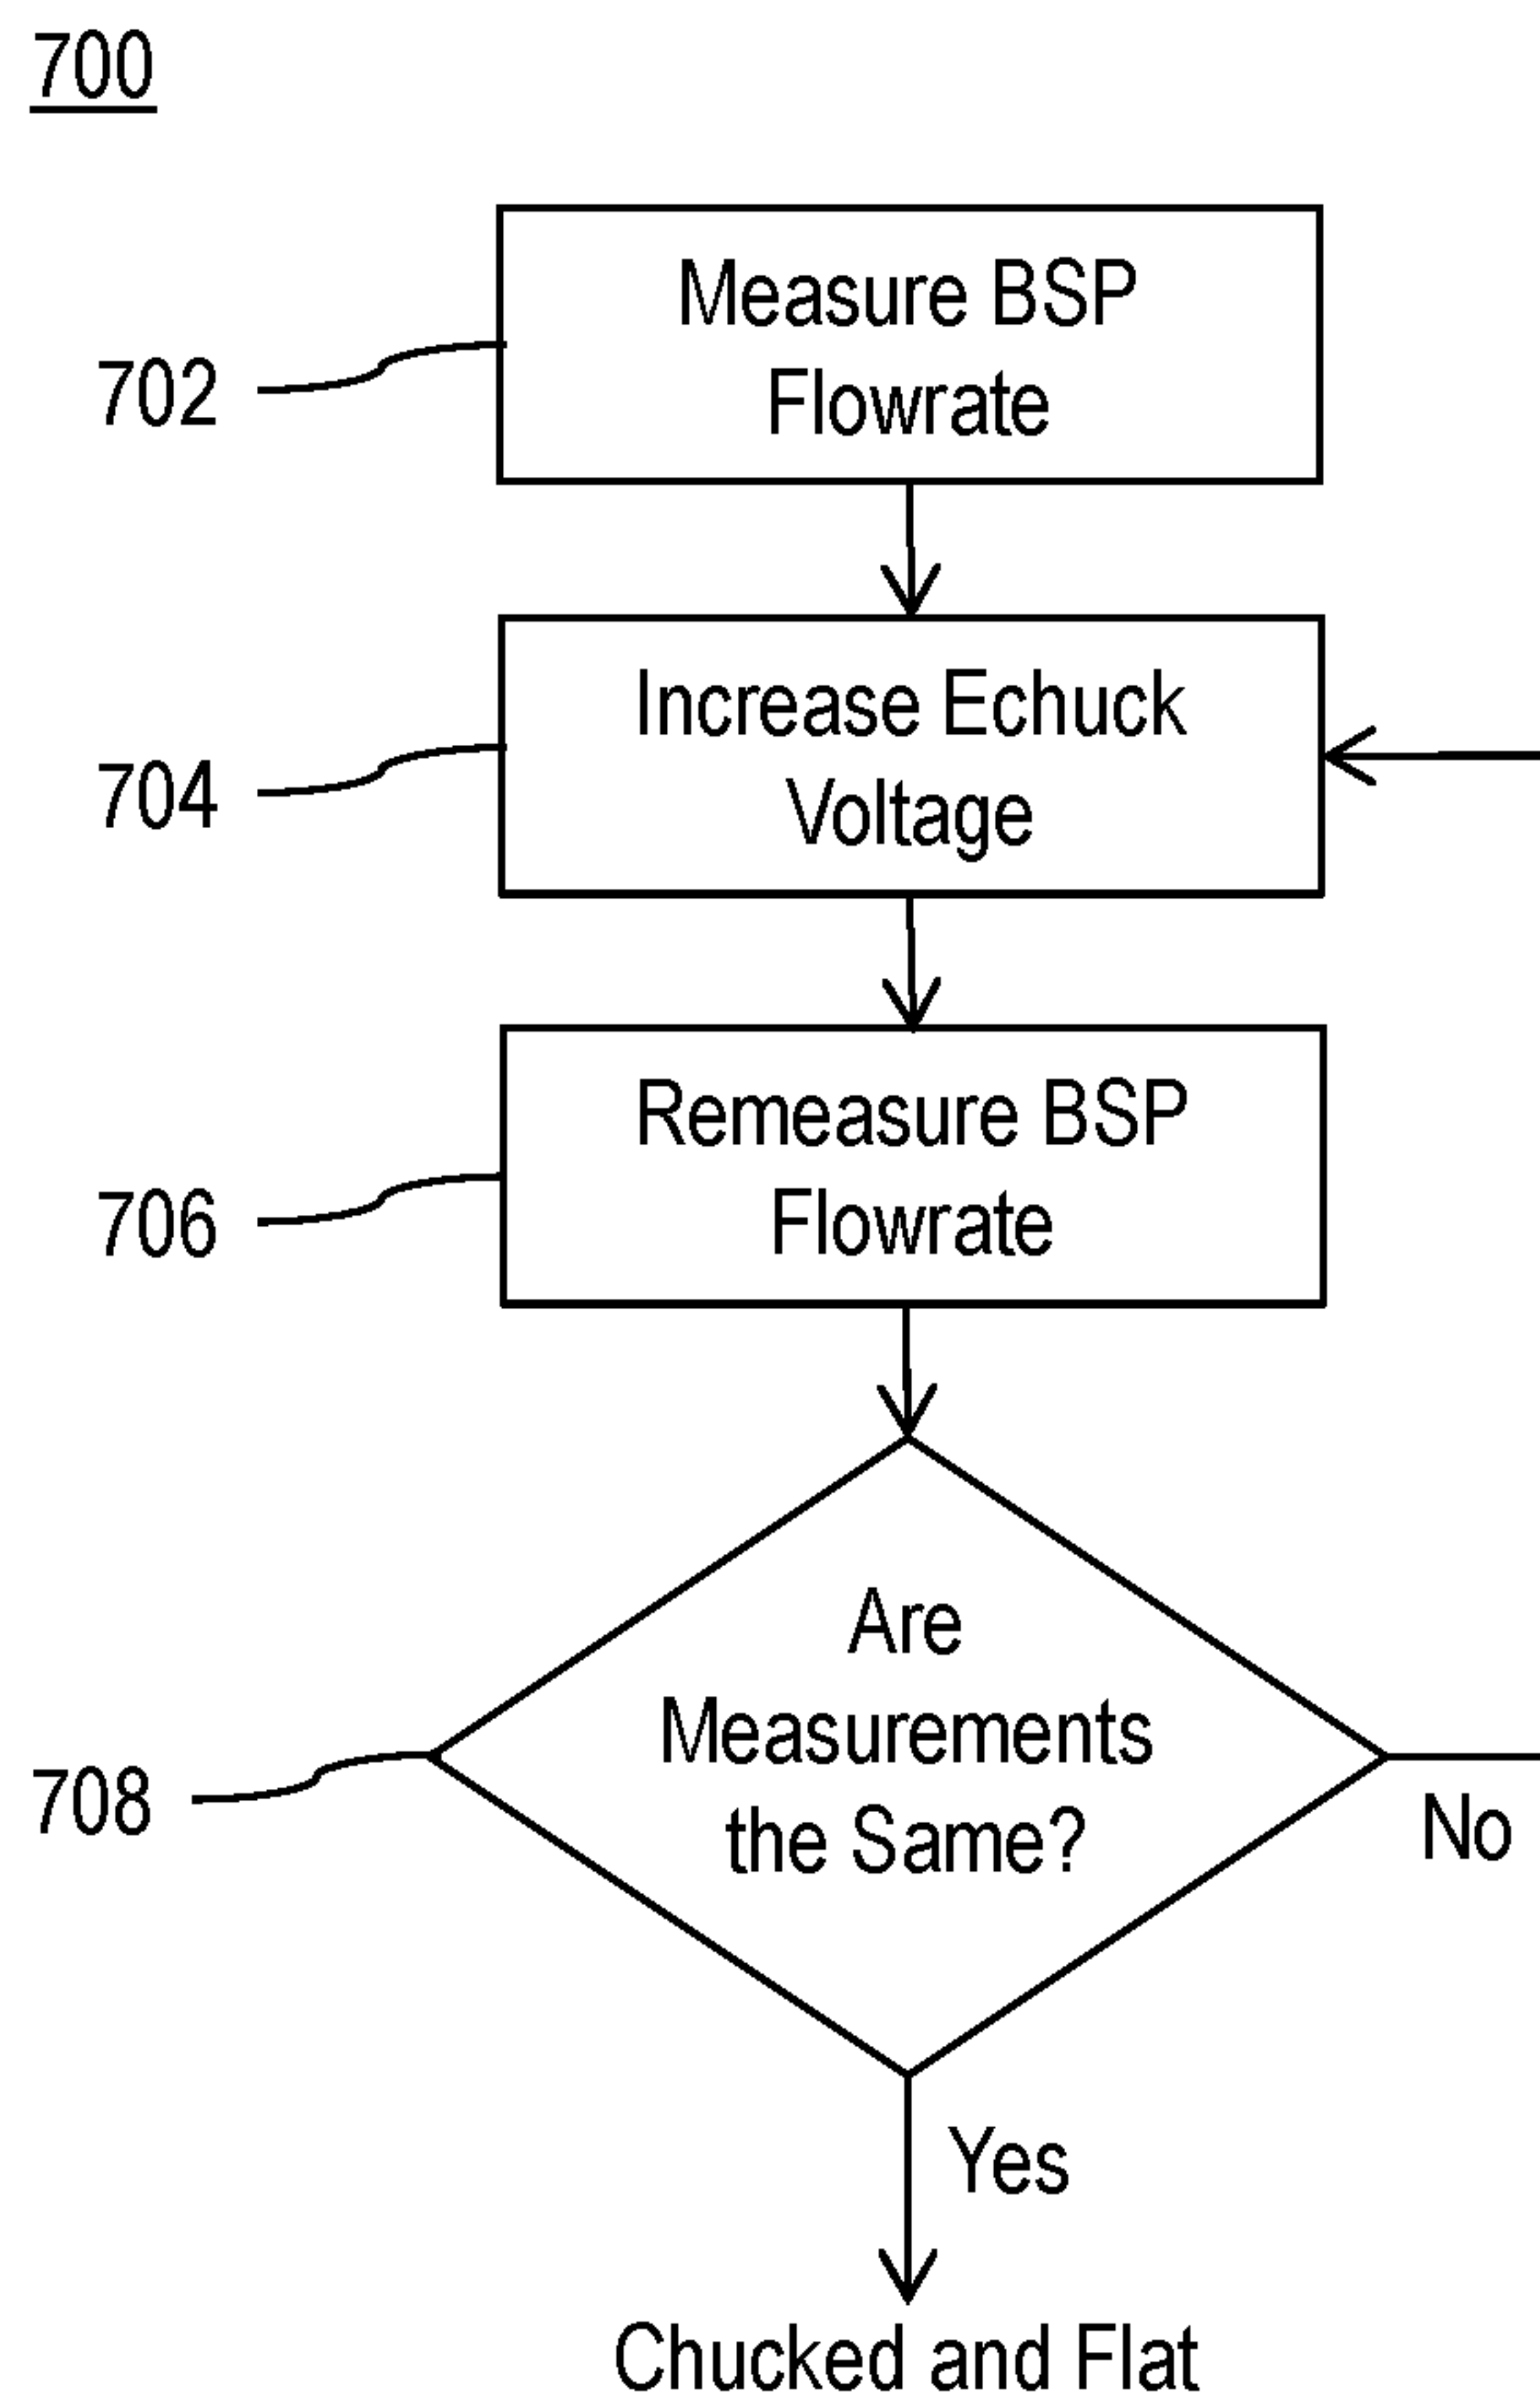 700
Measure BSP
Flowrate
702
Increase Echuck
Voltage
704
Remeasure BSP
Flowrate
706
Are
Measurements
the Same?
708
No
Yes
Chucked and Flat